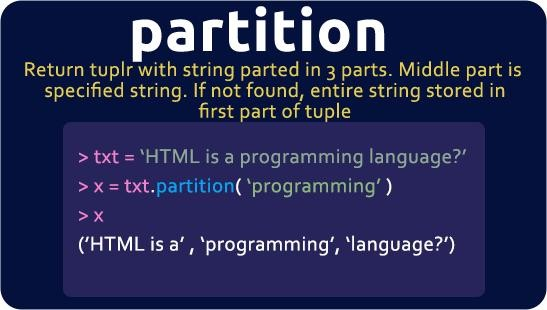 partition
Return tuplr with string parted in 3 parts. Middle part is
specified string. If not found, entire string stored in
first part of tuple
> txt = ‘HTML is a programming language?’
> x = txt.partition( ‘programming’ )
> x
(‘HTML is a’ , ‘programming’, ‘language?’)